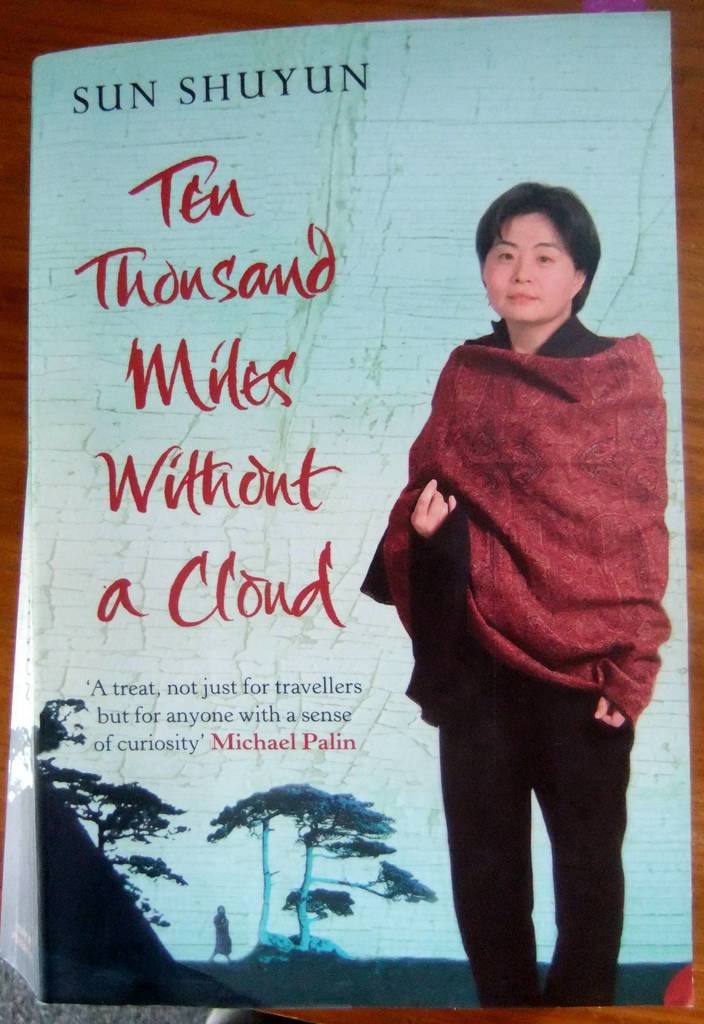 SUN SHUYUN
Ten
Thousand
Miles
Without
a Cloud
‘A treat, not just for travellers
but for anyone with a sense
of curiosity’ Michael Palin